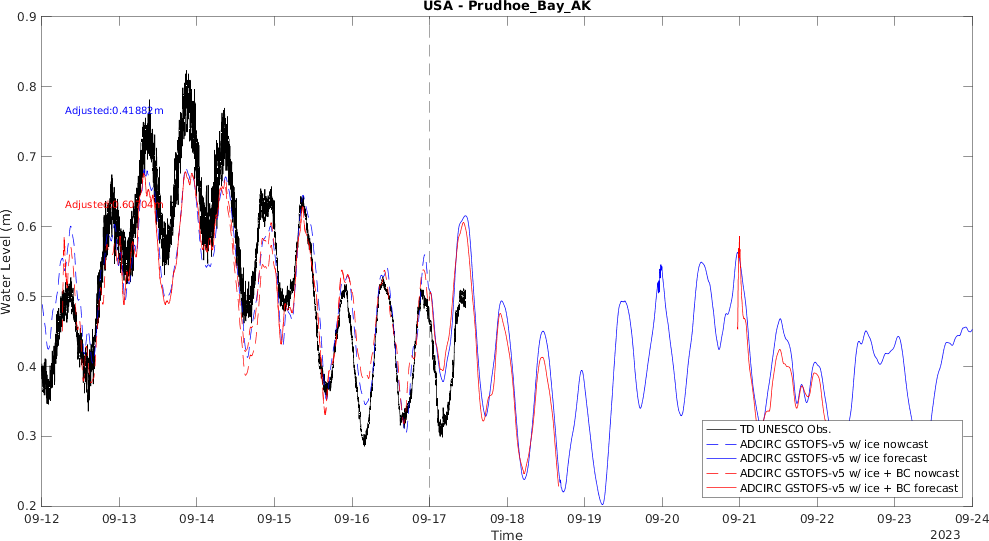 USA - Prudhoe_Bay_AK
0.9
0.8
0.7
0.6
0.5
0.4
0.3
0.2
Water Level (m)
Adjusted:0.41882m
TD UNESCO Obs.
ADCIRC GSTOFS-v5 w/ ice nowcast
ADCIRC GSTOFS-v5 w/ ice forecast
ADCIRC GSTOFS-v5 w/ ice + BC nowcast
ADCIRC GSTOFS-v5 w/ ice + BC forecast
09-12 09-13 09-14 09-15 09-16 09-17 09-18 09-19 09-20 09-21 09-22 09-23 09-24
Time
2023